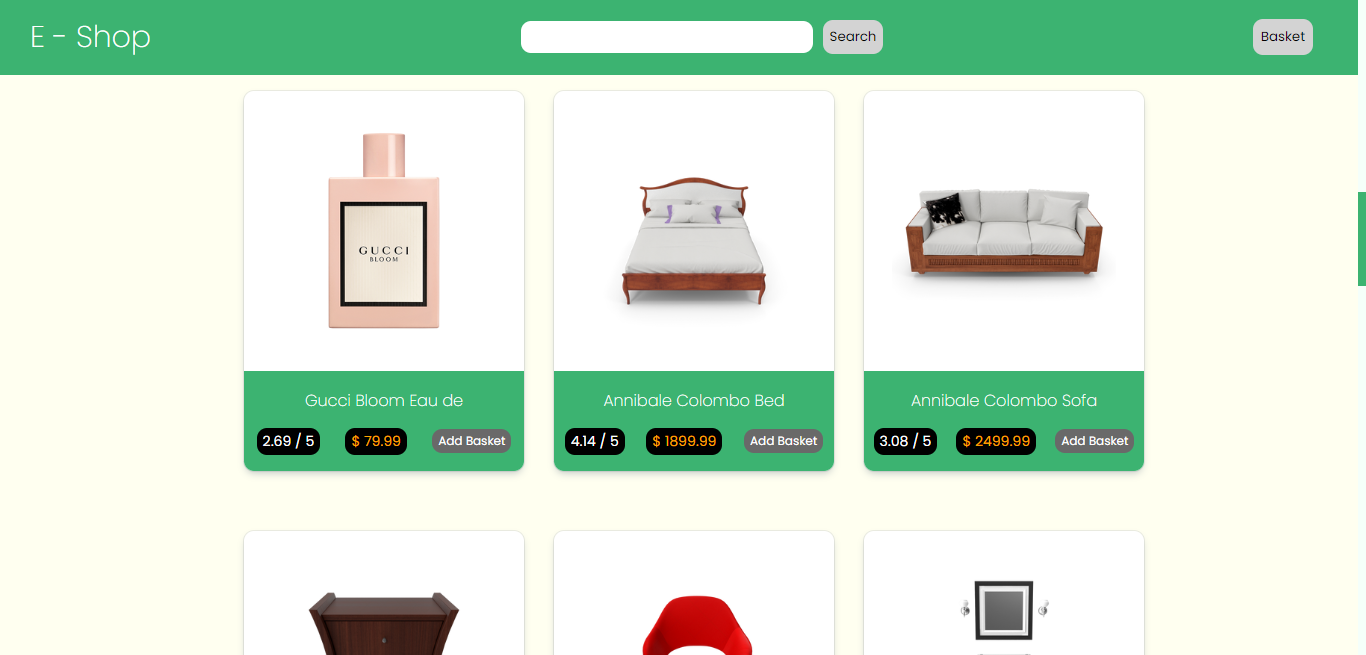 E - Shop
Search
Basket
GUCCI
BLOOM
Gucci Bloom Eau de
2.69 / 5
$ 79.99
Add Basket
Annibale Colombo Bed
4.14 / 5
$ 1899.99
Add Basket
Annibale Colombo Sofa
3.08 / 5
$ 2499.99
Add Basket